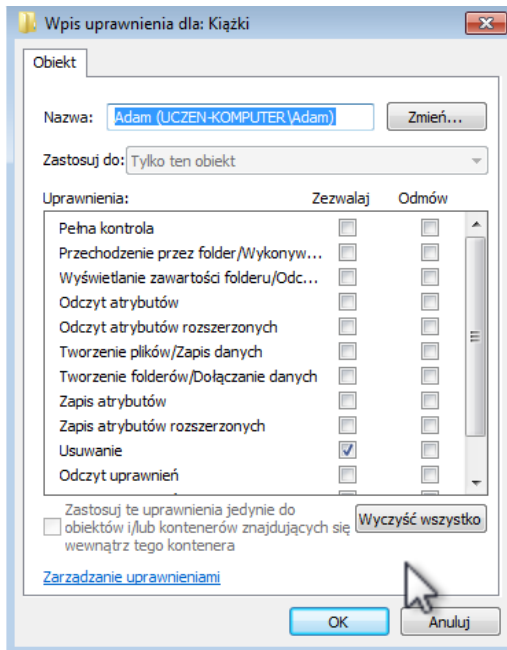 Wpis uprawnienia dla: Kiążki
Obiekt
Nazwa: Adam (UCZEN-KOMPUTER\Adam) Zmień...
Zastosuj do: Tylko ten obiekt
Uprawnienia: Zezwalaj Odmów
Pełna kontrola
Przechodzenie przez folder/Wykonyw...
Wyświetlanie zawartości folderu/Odc...
Odczyt atrybutów
Odczyt atrybutów rozszerzonych
Tworzenie plików/Zapis danych
Tworzenie folderów/Dołączanie danych
Zapis atrybutów
Zapis atrybutów rozszerzonych
Usuwanie
Odczyt uprawnień
Zastosuj te uprawnienia jedynie do
obiektów i/lub kontenerów znajdujących się
wewnątrz tego kontenera
Wyczyść wszystko
Zarządzanie uprawnieniami
OK Anuluj